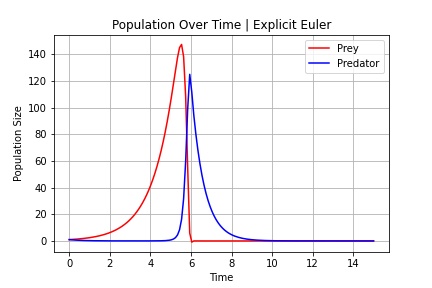 Population Over Time | Explicit Euler
Prey
Predator
Population Size
140
120
100
80
60
40
20
0
0 2 4 6 8 10 12 14
Time